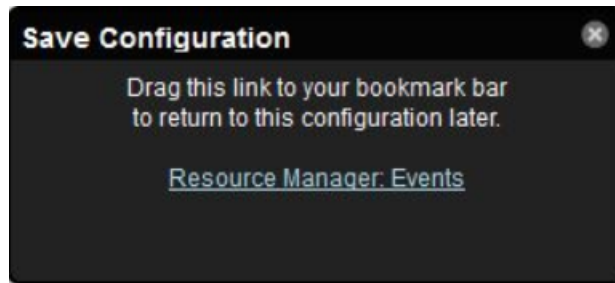 Save Configuration
Drag this link to your bookmark bar
to return to this configuration later.
Resource Manager: Events